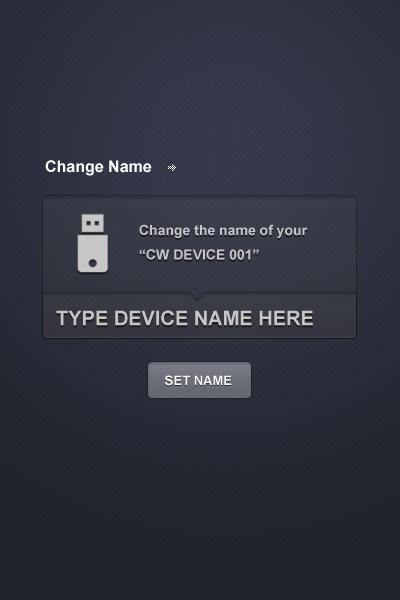 Change Name
Change the name of your
“CW DEVICE 001”
TYPE DEVICE NAME HERE
SET NAME